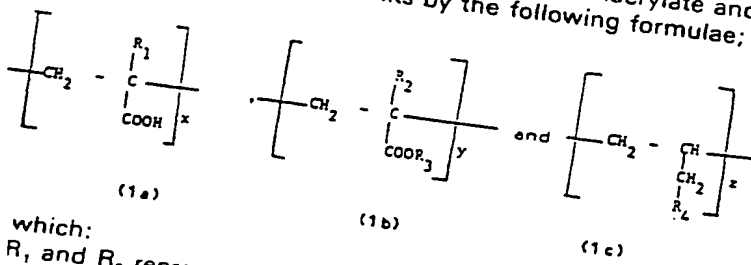 acrylate and
ks by the following formulae;
R₁ R₂
CH₂ - C CH₂ - C and CH₂ - CH
COOH x COOR₃ y CH₂ z
R₄
(1a) (1b) (1c)
which:
R₁ and R₂